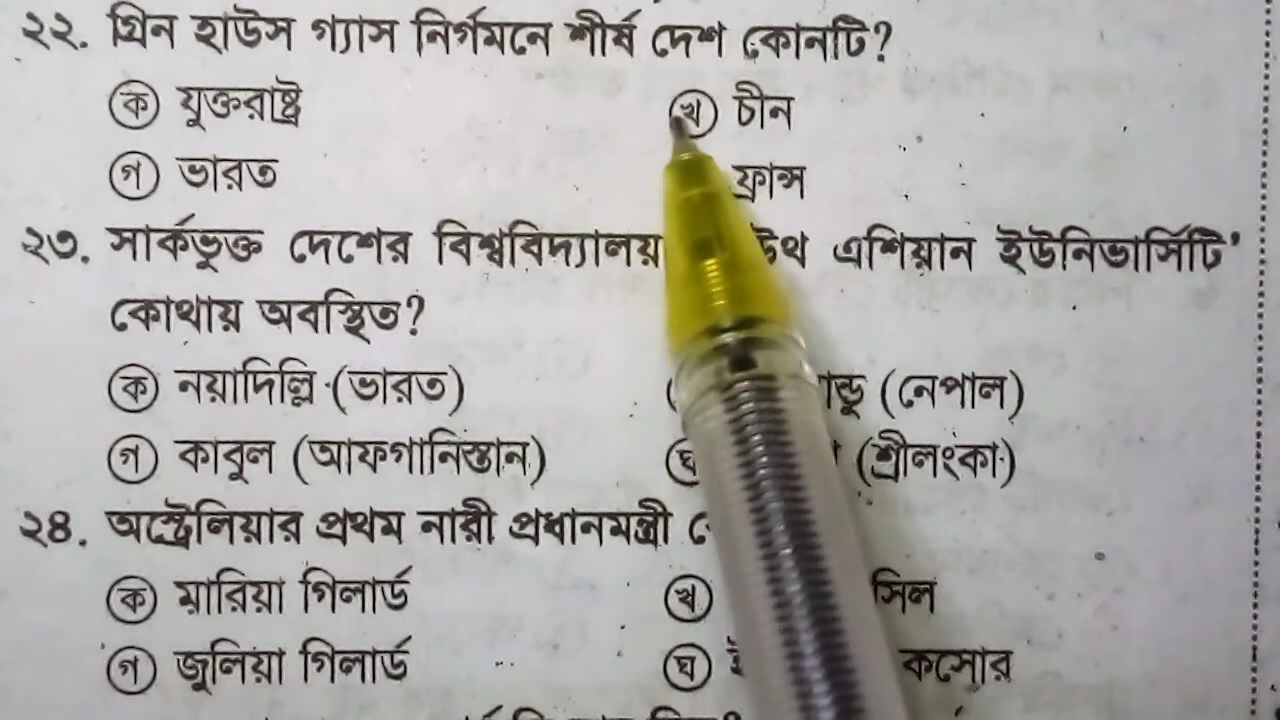 ২২. গ্রিন হাউস গ্যাস নির্গমনে শীর্ষ দেশ কোনটি?
ক যুক্তরাষ্ট্র খ চীন
গ ভারত ফ্রান্স
২৩. সার্কভুক্ত দেশের বিশ্ববিদ্যালয় এশিয়ান ইউনিভার্সিটি'
কোথায় অবস্থিত?
ক নয়াদিল্লি (ভারত) (নেপাল)
গ কাবুল (আফগানিস্তান) ঘ (শ্রীলংকা)
২৪. অস্ট্রেলিয়ার প্রথম নারী প্রধানমন্ত্রী
ক মারিয়া গিলার্ড খ সিল
গ জুলিয়া গিলার্ড ঘ কসোর